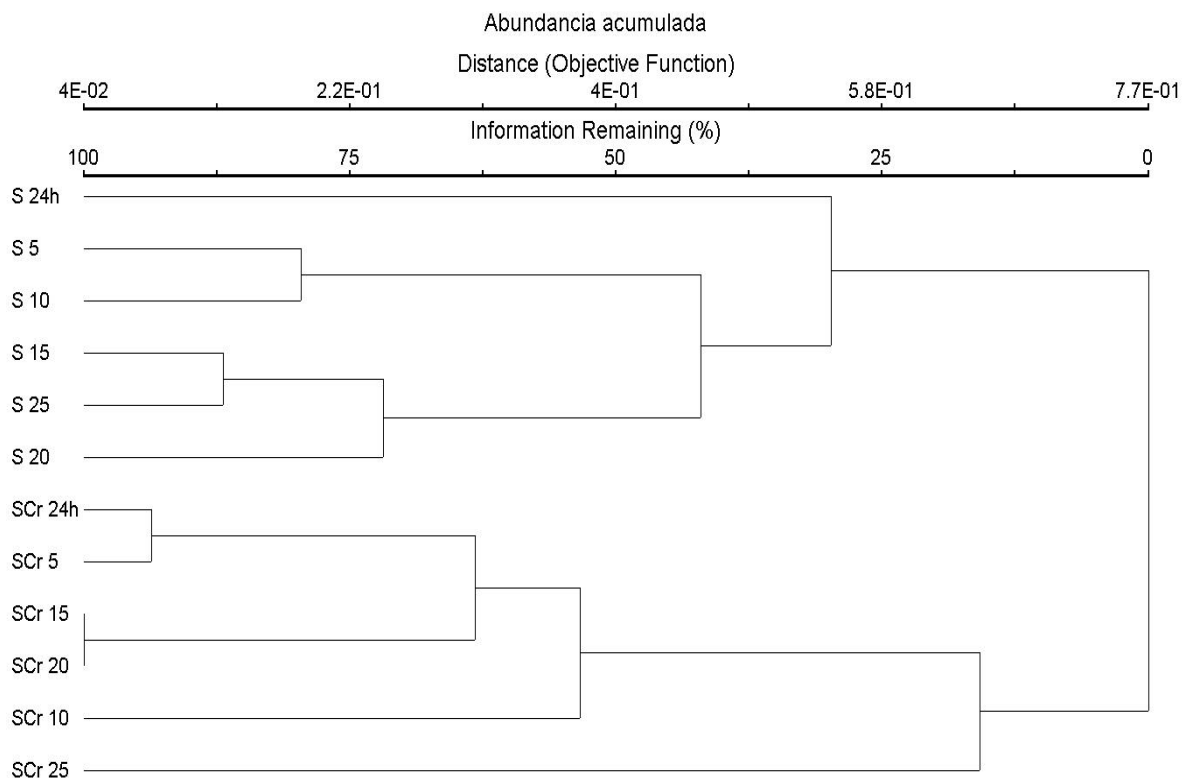 Abundancia acumulada
Distance (Objective Function)
4E-02 2.2E-01 4E-01 5.8E-01 7.7E-01
Information Remaining (%)
100 75 50 25 0
S 24h
S 5
S 10
S 15
S 25
S 20
SCr 24h
SCr 5
SCr 15
SCr 20
SCr 10
SCr 25